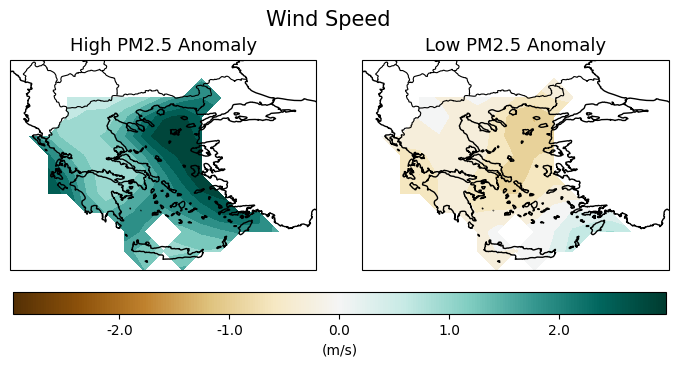 Wind Speed
High PM2.5 Anomaly
Low PM2.5 Anomaly
-2.0 -1.0 0.0 1.0 2.0
(m/s)